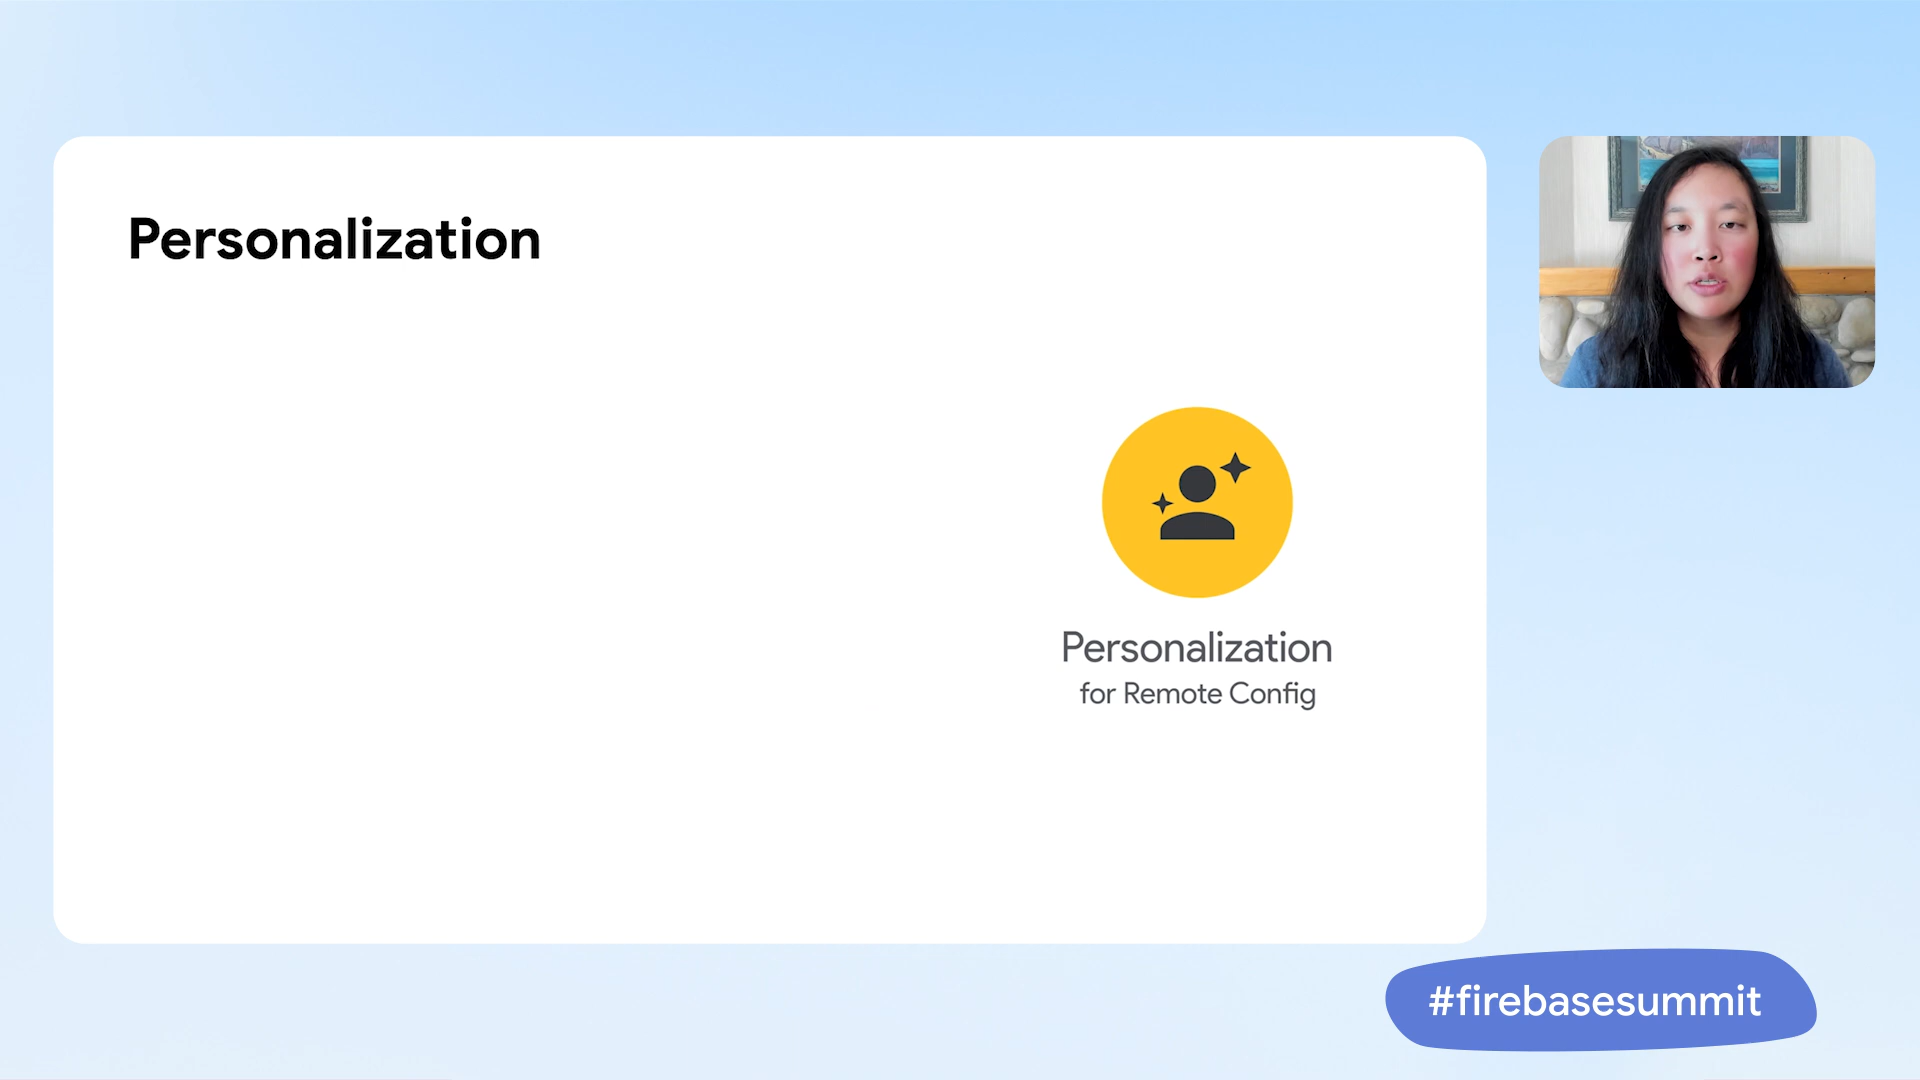 Personalization
Personalization
for Remote Config
#firebasesummit